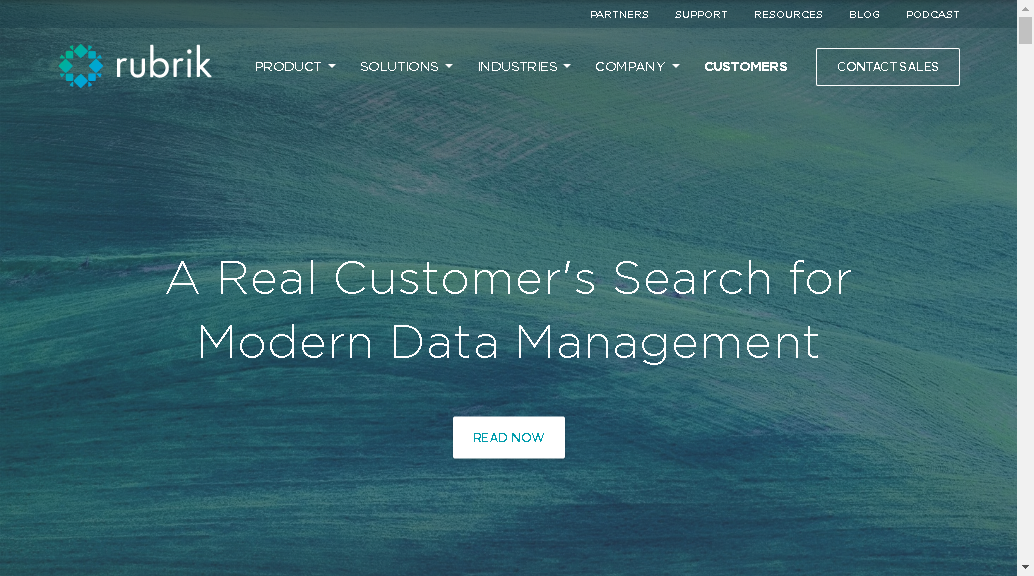 PARTNERS SUPPORT RESOURCES BLOG PODCAST
rubrik PRODUCT SOLUTIONS INDUSTRIES COMPANY CUSTOMERS CONTACT SALES
A Real Customer's Search for
Modern Data Management
READ NOW